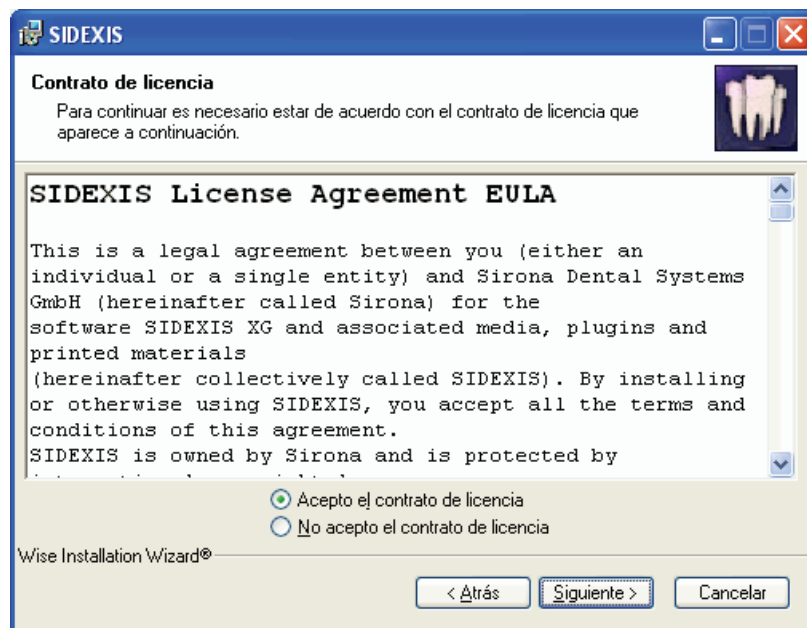 SIDEXIS
Contrato de licencia
Para continuar es necesario estar de acuerdo con el contrato de licencia que
aparece a continuación.
SIDEXIS License Agreement EULA
This is a legal agreement between you (either an
individual or a single entity) and Sirona Dental Systems
GmbH (hereinafter called Sirona) for the
software SIDEXIS XG and associated media, plugins and
printed materials
(hereinafter collectively called SIDEXIS). By installing
or otherwise using SIDEXIS, you accept all the terms and
conditions of this agreement.
SIDEXIS is owned by Sirona and is protected by
Acepto el contrato de licencia
No acepto el contrato de licencia
Wise Installation Wizard®
< Atrás
Siguiente >
Cancelar